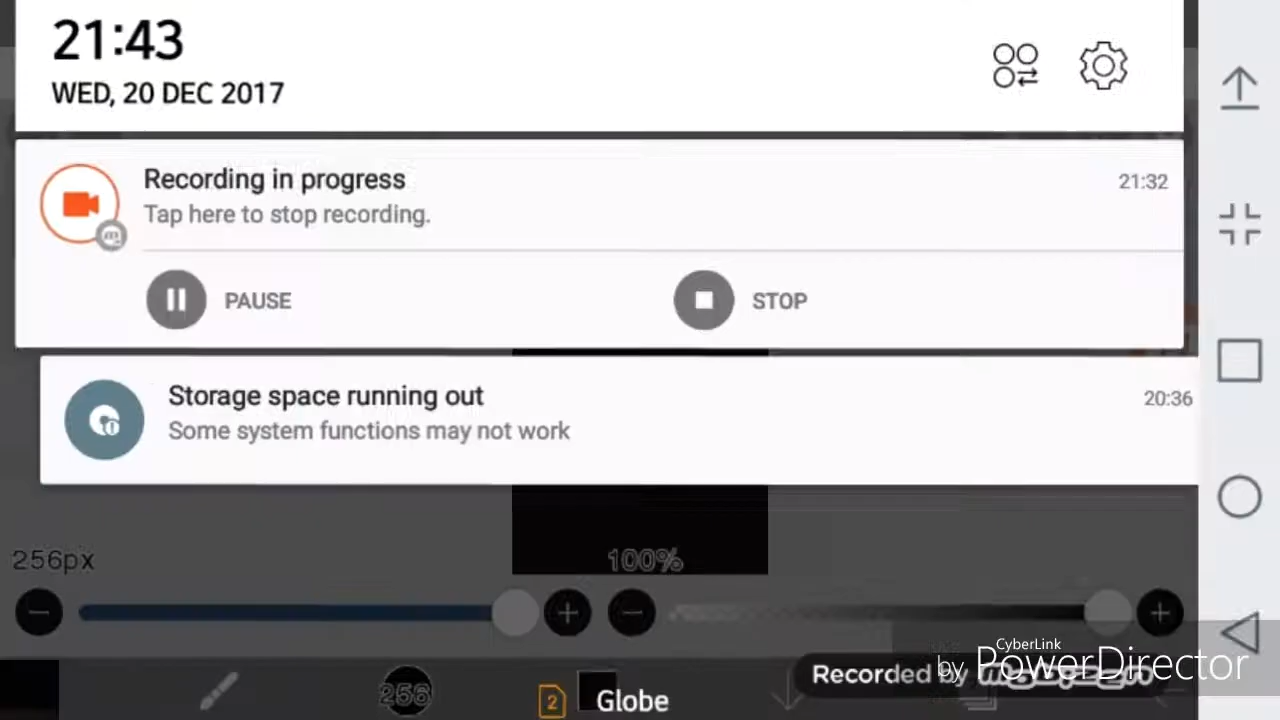 21:43
WED, 20 DEC 2017
Recording in progress
21:32
Tap here to stop recording.
PAUSE
STOP
Storage space running out
20:36
Some system functions may not work
256px
100%
CyberLink
by PowerDirector
Recorded by mobizen
256
2
Globe